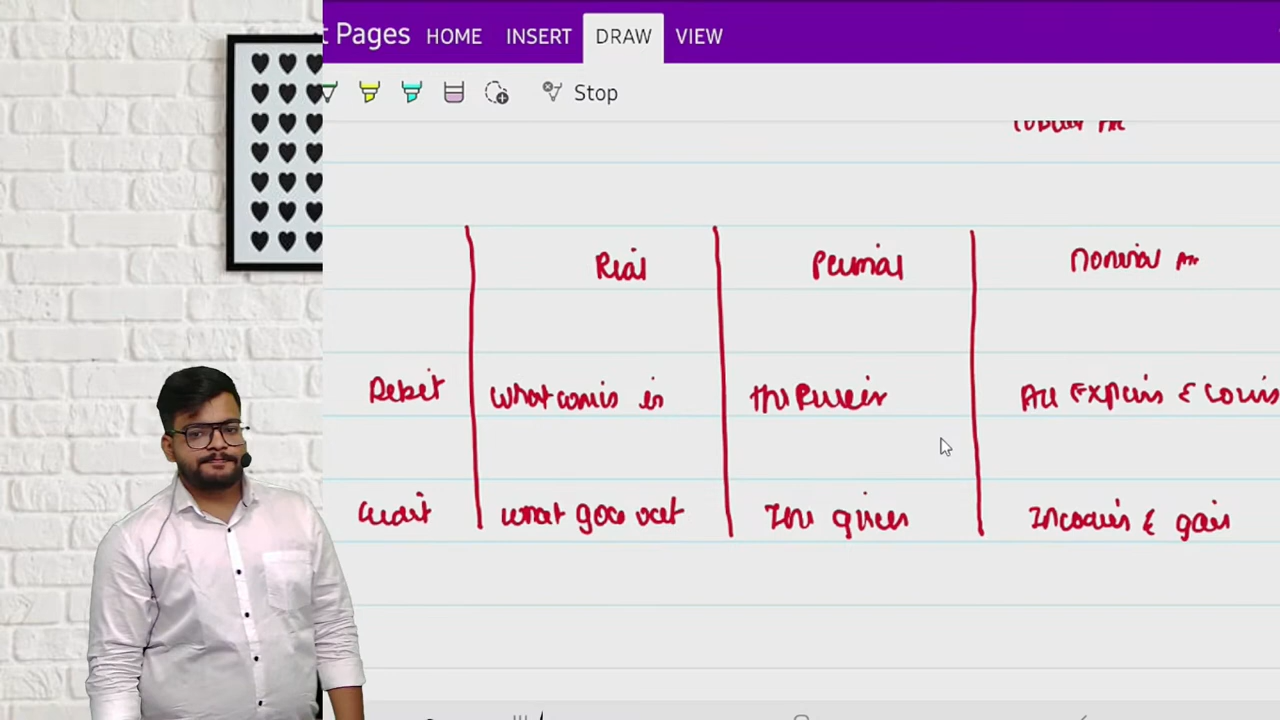 t Pages HOME INSERT DRAW VIEW
Stop
Real Personal Nominal A/c
Debit What comes in The Receiver All Expenses & Losses
Credit What goes out The giver Incomes & gains